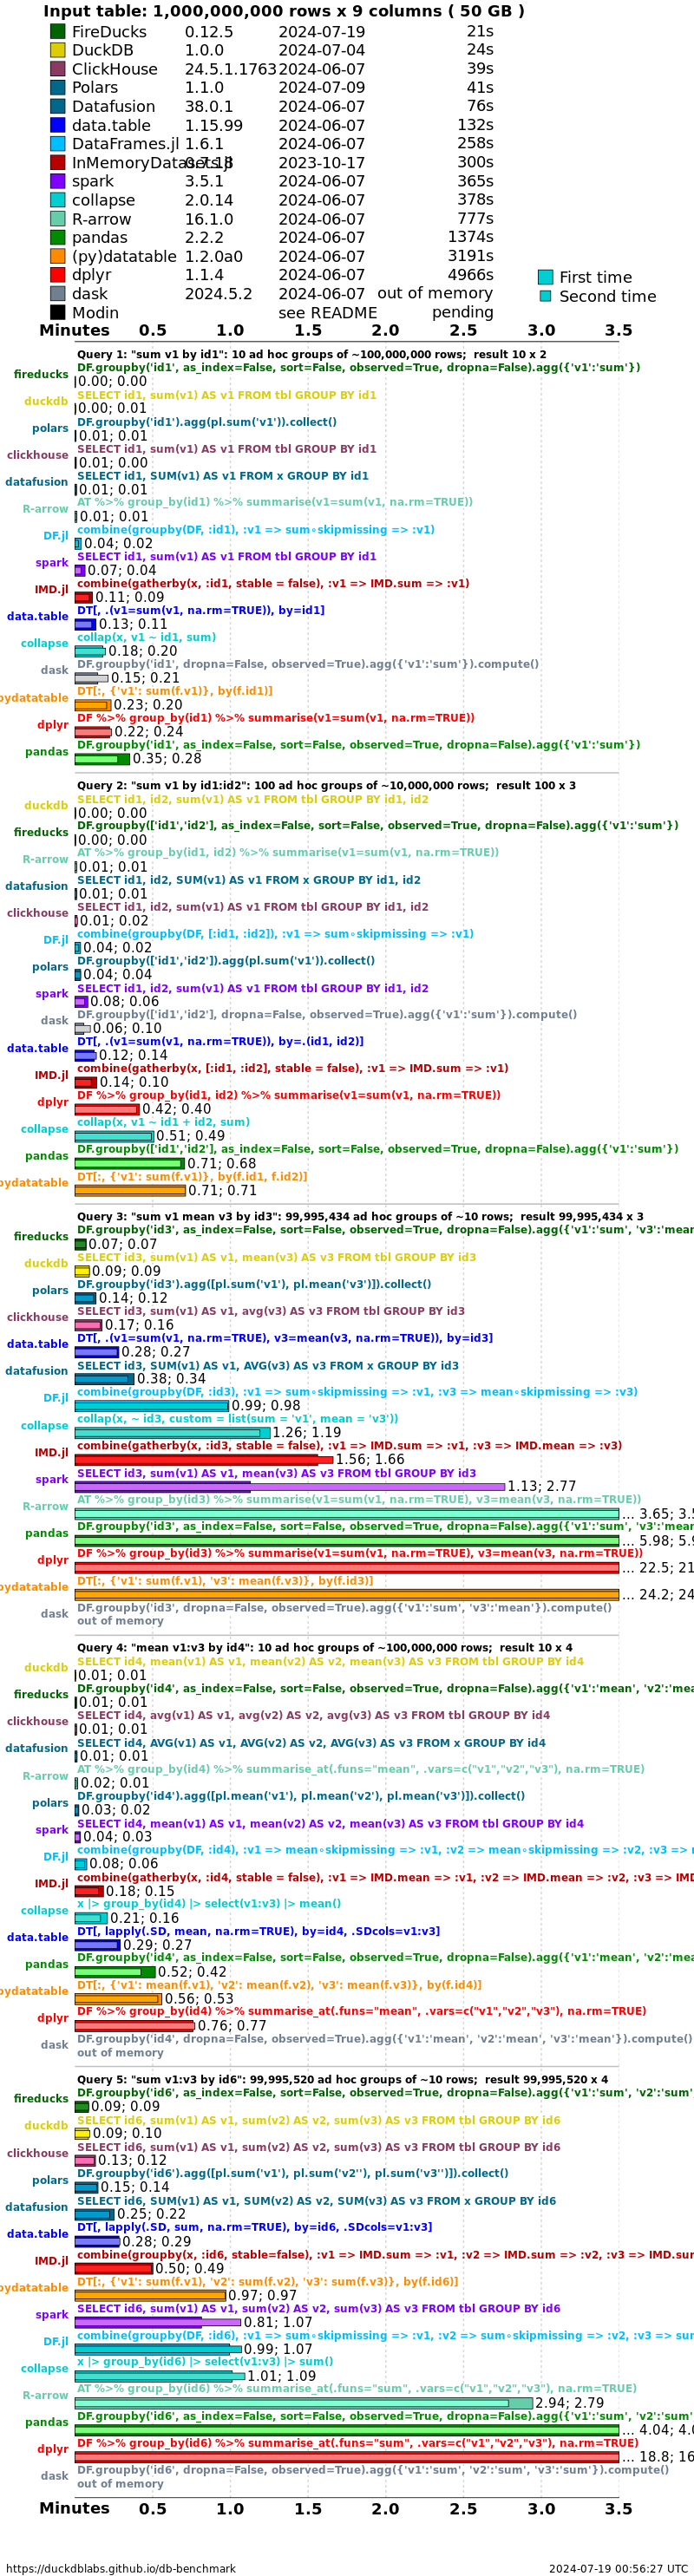 Input table: 1,000,000,000 rows x 9 columns ( 50 GB )
FireDucks 0.12.5 2024-07-19 21s
DuckDB 1.0.0 2024-07-04 24s
ClickHouse 24.5.1.1763 2024-06-07 39s
Polars 1.1.0 2024-07-09 41s
Datafusion 38.0.1 2024-06-07 76s
data.table 1.15.99 2024-06-07 132s
DataFrames.jl 1.6.1 2024-06-07 258s
InMemoryDatasets.jl 0.7.18 2023-10-17 300s
spark 3.5.1 2024-06-07 365s
collapse 2.0.14 2024-06-07 378s
R-arrow 16.1.0 2024-06-07 777s
pandas 2.2.2 2024-06-07 1374s
(py)datatable 1.2.0a0 2024-06-07 3191s
dplyr 1.1.4 2024-06-07 4966s
First time
dask 2024.5.2 2024-06-07 out of memory
Second time
Modin see README pending
Minutes 0.5 1.0 1.5 2.0 2.5 3.0 3.5
Query 1: "sum v1 by id1": 10 ad hoc groups of ~100,000,000 rows; result 10 x 2
fireducks DF.groupby('id1', as_index=False, sort=False, observed=True, dropna=False).agg({'v1':'sum'})
0.00; 0.00
duckdb SELECT id1, sum(v1) AS v1 FROM tbl GROUP BY id1
0.00; 0.01
polars DF.groupby('id1').agg(pl.sum('v1')).collect()
0.01; 0.01
clickhouse SELECT id1, sum(v1) AS v1 FROM tbl GROUP BY id1
0.01; 0.00
datafusion SELECT id1, SUM(v1) AS v1 FROM x GROUP BY id1
0.01; 0.01
R-arrow AT %>% group_by(id1) %>% summarise(v1=sum(v1, na.rm=TRUE))
0.01; 0.01
DF.jl combine(groupby(DF, :id1), :v1 => sum∘skipmissing => :v1)
0.04; 0.02
spark SELECT id1, sum(v1) AS v1 FROM tbl GROUP BY id1
0.07; 0.04
IMD.jl combine(gatherby(x, :id1, stable = false), :v1 => IMD.sum => :v1)
0.11; 0.09
data.table DT[, .(v1=sum(v1, na.rm=TRUE)), by=id1]
0.13; 0.11
collapse collap(x, v1 ~ id1, sum)
0.18; 0.20
dask DF.groupby('id1', dropna=False, observed=True).agg({'v1':'sum'}).compute()
0.15; 0.21
pydatatable DT[:, {'v1': sum(f.v1)}, by(f.id1)]
0.23; 0.20
dplyr DF %>% group_by(id1) %>% summarise(v1=sum(v1, na.rm=TRUE))
0.22; 0.24
pandas DF.groupby('id1', as_index=False, sort=False, observed=True, dropna=False).agg({'v1':'sum'})
0.35; 0.28
Query 2: "sum v1 by id1:id2": 100 ad hoc groups of ~10,000,000 rows; result 100 x 3
duckdb SELECT id1, id2, sum(v1) AS v1 FROM tbl GROUP BY id1, id2
0.00; 0.00
fireducks DF.groupby(['id1','id2'], as_index=False, sort=False, observed=True, dropna=False).agg({'v1':'sum'})
0.00; 0.00
R-arrow AT %>% group_by(id1, id2) %>% summarise(v1=sum(v1, na.rm=TRUE))
0.01; 0.01
datafusion SELECT id1, id2, SUM(v1) AS v1 FROM x GROUP BY id1, id2
0.01; 0.01
clickhouse SELECT id1, id2, sum(v1) AS v1 FROM tbl GROUP BY id1, id2
0.01; 0.02
DF.jl combine(groupby(DF, [:id1, :id2]), :v1 => sum∘skipmissing => :v1)
0.04; 0.02
polars DF.groupby(['id1','id2']).agg(pl.sum('v1')).collect()
0.04; 0.04
spark SELECT id1, id2, sum(v1) AS v1 FROM tbl GROUP BY id1, id2
0.08; 0.06
dask DF.groupby(['id1','id2'], dropna=False, observed=True).agg({'v1':'sum'}).compute()
0.06; 0.10
data.table DT[, .(v1=sum(v1, na.rm=TRUE)), by=.(id1, id2)]
0.12; 0.14
IMD.jl combine(gatherby(x, [:id1, :id2], stable = false), :v1 => IMD.sum => :v1)
0.14; 0.10
dplyr DF %>% group_by(id1, id2) %>% summarise(v1=sum(v1, na.rm=TRUE))
0.42; 0.40
collapse collap(x, v1 ~ id1 + id2, sum)
0.51; 0.49
pandas DF.groupby(['id1','id2'], as_index=False, sort=False, observed=True, dropna=False).agg({'v1':'sum'})
0.71; 0.68
pydatatable DT[:, {'v1': sum(f.v1)}, by(f.id1, f.id2)]
0.71; 0.71
Query 3: "sum v1 mean v3 by id3": 99,995,434 ad hoc groups of ~10 rows; result 99,995,434 x 3
fireducks DF.groupby('id3', as_index=False, sort=False, observed=True, dropna=False).agg({'v1':'sum', 'v3':'mean
0.07; 0.07
duckdb SELECT id3, sum(v1) AS v1, mean(v3) AS v3 FROM tbl GROUP BY id3
0.09; 0.09
polars DF.groupby('id3').agg([pl.sum('v1'), pl.mean('v3')]).collect()
0.14; 0.12
clickhouse SELECT id3, sum(v1) AS v1, avg(v3) AS v3 FROM tbl GROUP BY id3
0.17; 0.16
data.table DT[, .(v1=sum(v1, na.rm=TRUE), v3=mean(v3, na.rm=TRUE)), by=id3]
0.28; 0.27
datafusion SELECT id3, SUM(v1) AS v1, AVG(v3) AS v3 FROM x GROUP BY id3
0.38; 0.34
DF.jl combine(groupby(DF, :id3), :v1 => sum∘skipmissing => :v1, :v3 => mean∘skipmissing => :v3)
0.99; 0.98
collapse collap(x, ~ id3, custom = list(sum = 'v1', mean = 'v3'))
1.26; 1.19
IMD.jl combine(gatherby(x, :id3, stable = false), :v1 => IMD.sum => :v1, :v3 => IMD.mean => :v3)
1.56; 1.66
spark SELECT id3, sum(v1) AS v1, mean(v3) AS v3 FROM tbl GROUP BY id3
1.13; 2.77
R-arrow AT %>% group_by(id3) %>% summarise(v1=sum(v1, na.rm=TRUE), v3=mean(v3, na.rm=TRUE))
... 3.65; 3.5
pandas DF.groupby('id3', as_index=False, sort=False, observed=True, dropna=False).agg({'v1':'sum', 'v3':'mean
... 5.98; 5.9
dplyr DF %>% group_by(id3) %>% summarise(v1=sum(v1, na.rm=TRUE), v3=mean(v3, na.rm=TRUE))
... 22.5; 21
pydatatable DT[:, {'v1': sum(f.v1), 'v3': mean(f.v3)}, by(f.id3)]
... 24.2; 24
dask DF.groupby('id3', dropna=False, observed=True).agg({'v1':'sum', 'v3':'mean'}).compute()
out of memory
Query 4: "mean v1:v3 by id4": 10 ad hoc groups of ~100,000,000 rows; result 10 x 4
duckdb SELECT id4, mean(v1) AS v1, mean(v2) AS v2, mean(v3) AS v3 FROM tbl GROUP BY id4
0.01; 0.01
fireducks DF.groupby('id4', as_index=False, sort=False, observed=True, dropna=False).agg({'v1':'mean', 'v2':'mea
0.01; 0.01
clickhouse SELECT id4, avg(v1) AS v1, avg(v2) AS v2, avg(v3) AS v3 FROM tbl GROUP BY id4
0.01; 0.01
datafusion SELECT id4, AVG(v1) AS v1, AVG(v2) AS v2, AVG(v3) AS v3 FROM x GROUP BY id4
0.01; 0.01
R-arrow AT %>% group_by(id4) %>% summarise_at(.funs="mean", .vars=c("v1","v2","v3"), na.rm=TRUE)
0.02; 0.01
polars DF.groupby('id4').agg([pl.mean('v1'), pl.mean('v2'), pl.mean('v3')]).collect()
0.03; 0.02
spark SELECT id4, mean(v1) AS v1, mean(v2) AS v2, mean(v3) AS v3 FROM tbl GROUP BY id4
0.04; 0.03
DF.jl combine(groupby(DF, :id4), :v1 => mean∘skipmissing => :v1, :v2 => mean∘skipmissing => :v2, :v3 => m
0.08; 0.06
IMD.jl combine(gatherby(x, :id4, stable = false), :v1 => IMD.mean => :v1, :v2 => IMD.mean => :v2, :v3 => IMD
0.18; 0.15
collapse x |> group_by(id4) |> select(v1:v3) |> mean()
0.21; 0.16
data.table DT[, lapply(.SD, mean, na.rm=TRUE), by=id4, .SDcols=v1:v3]
0.29; 0.27
pandas DF.groupby('id4', as_index=False, sort=False, observed=True, dropna=False).agg({'v1':'mean', 'v2':'mea
0.52; 0.42
pydatatable DT[:, {'v1': mean(f.v1), 'v2': mean(f.v2), 'v3': mean(f.v3)}, by(f.id4)]
0.56; 0.53
dplyr DF %>% group_by(id4) %>% summarise_at(.funs="mean", .vars=c("v1","v2","v3"), na.rm=TRUE)
0.76; 0.77
dask DF.groupby('id4', dropna=False, observed=True).agg({'v1':'mean', 'v2':'mean', 'v3':'mean'}).compute()
out of memory
Query 5: "sum v1:v3 by id6": 99,995,520 ad hoc groups of ~10 rows; result 99,995,520 x 4
fireducks DF.groupby('id6', as_index=False, sort=False, observed=True, dropna=False).agg({'v1':'sum', 'v2':'sum'
0.09; 0.09
duckdb SELECT id6, sum(v1) AS v1, sum(v2) AS v2, sum(v3) AS v3 FROM tbl GROUP BY id6
0.09; 0.10
clickhouse SELECT id6, sum(v1) AS v1, sum(v2) AS v2, sum(v3) AS v3 FROM tbl GROUP BY id6
0.13; 0.12
polars DF.groupby('id6').agg([pl.sum('v1'), pl.sum('v2''), pl.sum('v3'')]).collect()
0.15; 0.14
datafusion SELECT id6, SUM(v1) AS v1, SUM(v2) AS v2, SUM(v3) AS v3 FROM x GROUP BY id6
0.25; 0.22
data.table DT[, lapply(.SD, sum, na.rm=TRUE), by=id6, .SDcols=v1:v3]
0.28; 0.29
IMD.jl combine(groupby(x, :id6, stable=false), :v1 => IMD.sum => :v1, :v2 => IMD.sum => :v2, :v3 => IMD.sum
0.50; 0.49
pydatatable DT[:, {'v1': sum(f.v1), 'v2': sum(f.v2), 'v3': sum(f.v3)}, by(f.id6)]
0.97; 0.97
spark SELECT id6, sum(v1) AS v1, sum(v2) AS v2, sum(v3) AS v3 FROM tbl GROUP BY id6
0.81; 1.07
DF.jl combine(groupby(DF, :id6), :v1 => sum∘skipmissing => :v1, :v2 => sum∘skipmissing => :v2, :v3 => sum
0.99; 1.07
collapse x |> group_by(id6) |> select(v1:v3) |> sum()
1.01; 1.09
R-arrow AT %>% group_by(id6) %>% summarise_at(.funs="sum", .vars=c("v1","v2","v3"), na.rm=TRUE)
2.94; 2.79
pandas DF.groupby('id6', as_index=False, sort=False, observed=True, dropna=False).agg({'v1':'sum', 'v2':'sum'
... 4.04; 4.0
dplyr DF %>% group_by(id6) %>% summarise_at(.funs="sum", .vars=c("v1","v2","v3"), na.rm=TRUE)
... 18.8; 16
dask DF.groupby('id6', dropna=False, observed=True).agg({'v1':'sum', 'v2':'sum', 'v3':'sum'}).compute()
out of memory
Minutes 0.5 1.0 1.5 2.0 2.5 3.0 3.5
https://duckdblabs.github.io/db-benchmark 2024-07-19 00:56:27 UTC